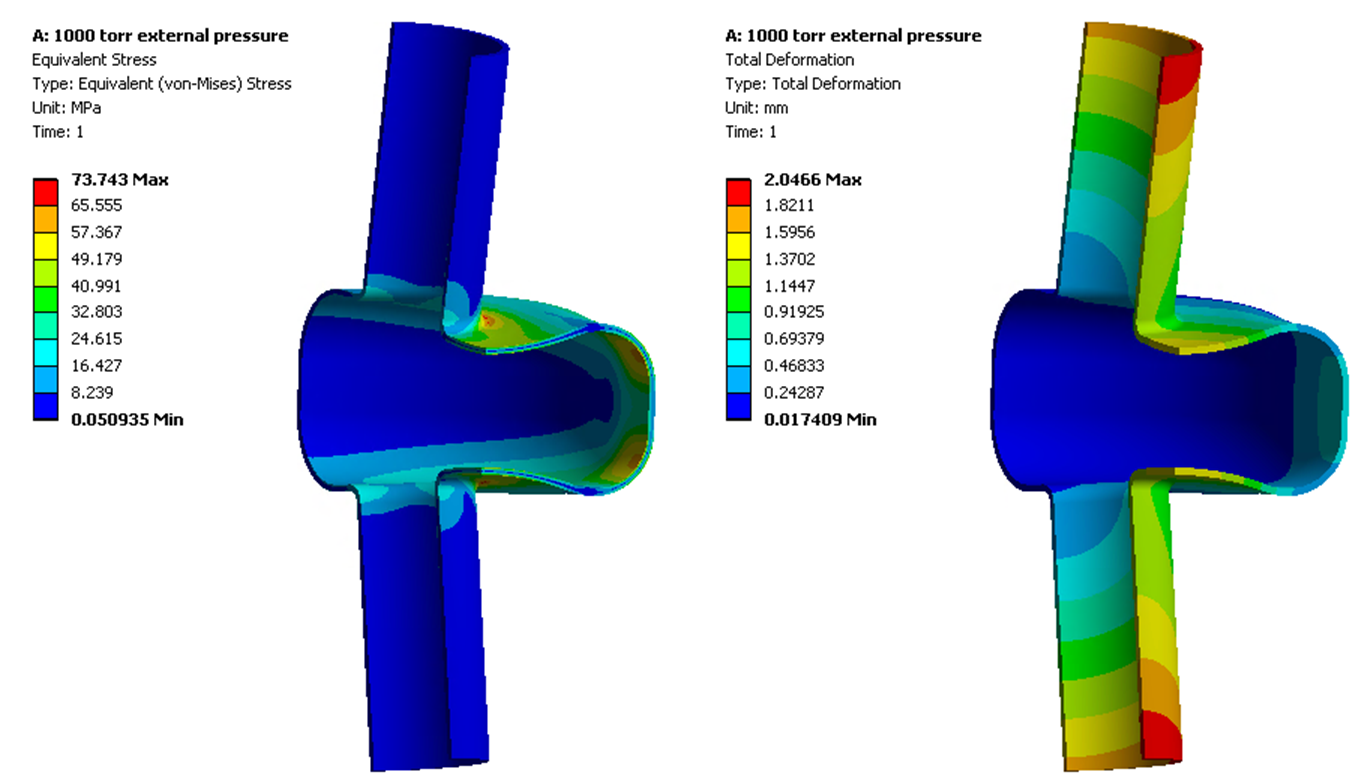 A: 1000 torr external pressure
Equivalent Stress
Type: Equivalent (von-Mises) Stress
Unit: MPa
Time: 1
73.743 Max
65.555
57.367
49.179
40.991
32.803
24.615
16.427
8.239
0.050935 Min
A: 1000 torr external pressure
Total Deformation
Type: Total Deformation
Unit: mm
Time: 1
2.0466 Max
1.8211
1.5956
1.3702
1.1447
0.91925
0.69379
0.46833
0.24287
0.017409 Min